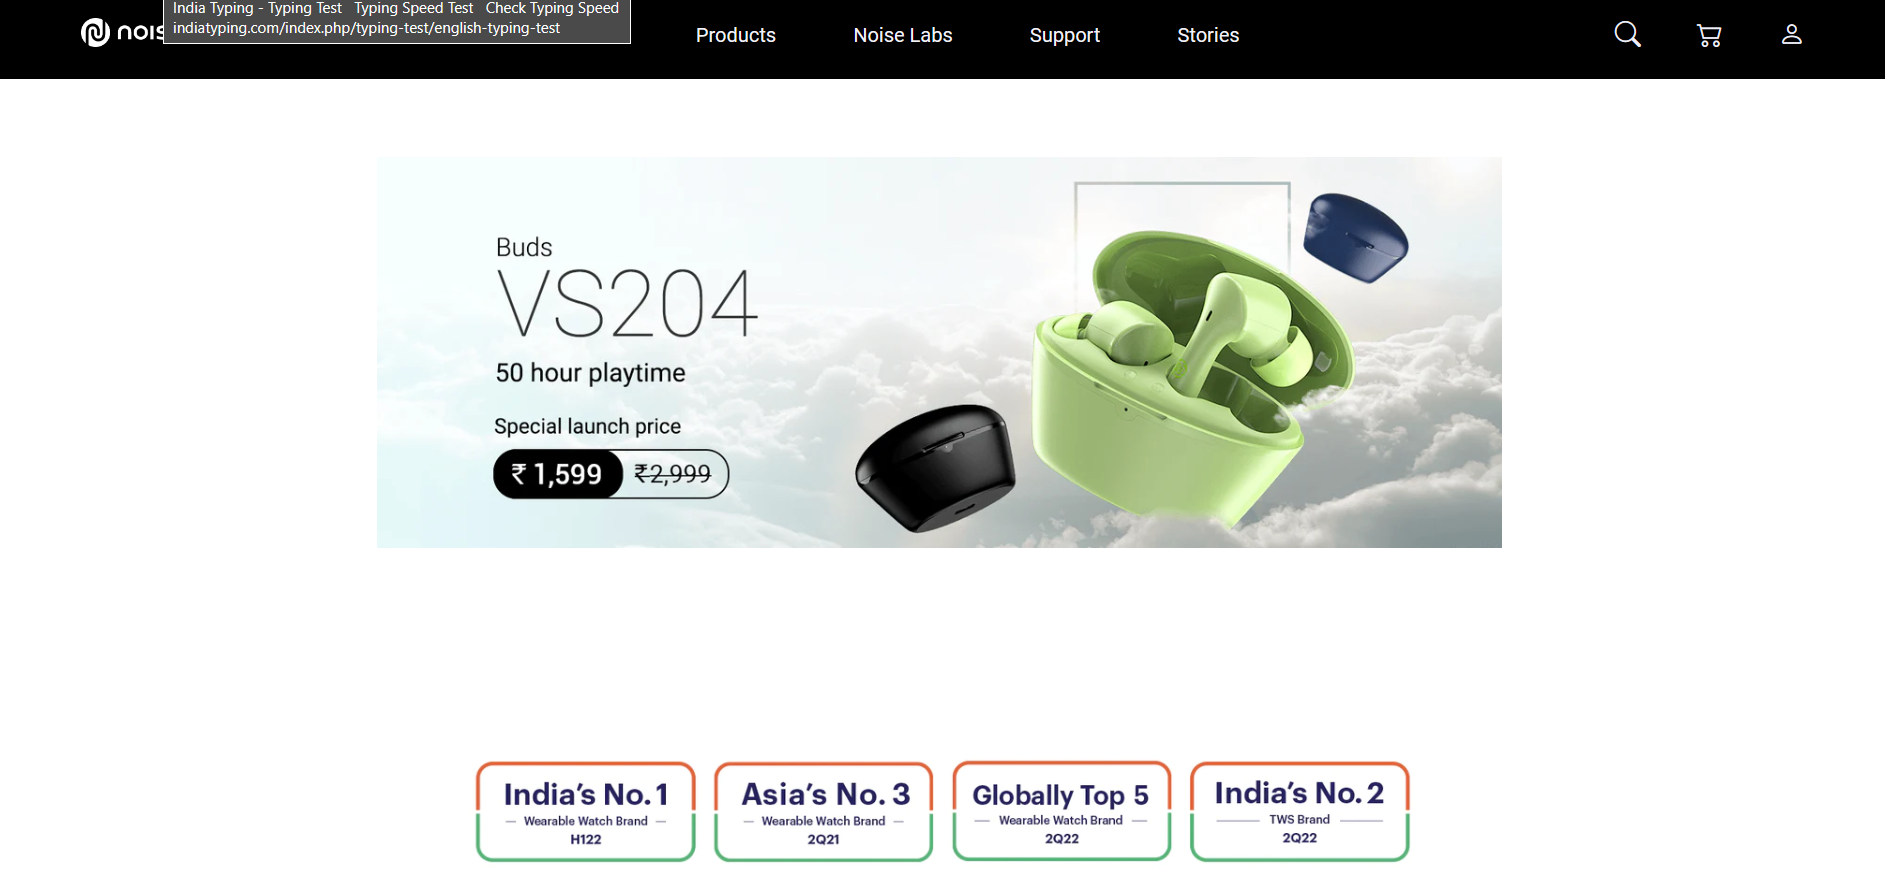 India Typing - Typing Test   Typing Speed Test   Check Typing Speed
indiatyping.com/index.php/typing-test/english-typing-test
nois
Products
Noise Labs
Support
Stories
Buds
VS204
50 hour playtime
Special launch price
₹ 1,599 ₹2,999
India's No. 1
Wearable Watch Brand
H122
Asia's No. 3
Wearable Watch Brand
2Q21
Globally Top 5
Wearable Watch Brand
2Q22
India's No. 2
TWS Brand
2Q22